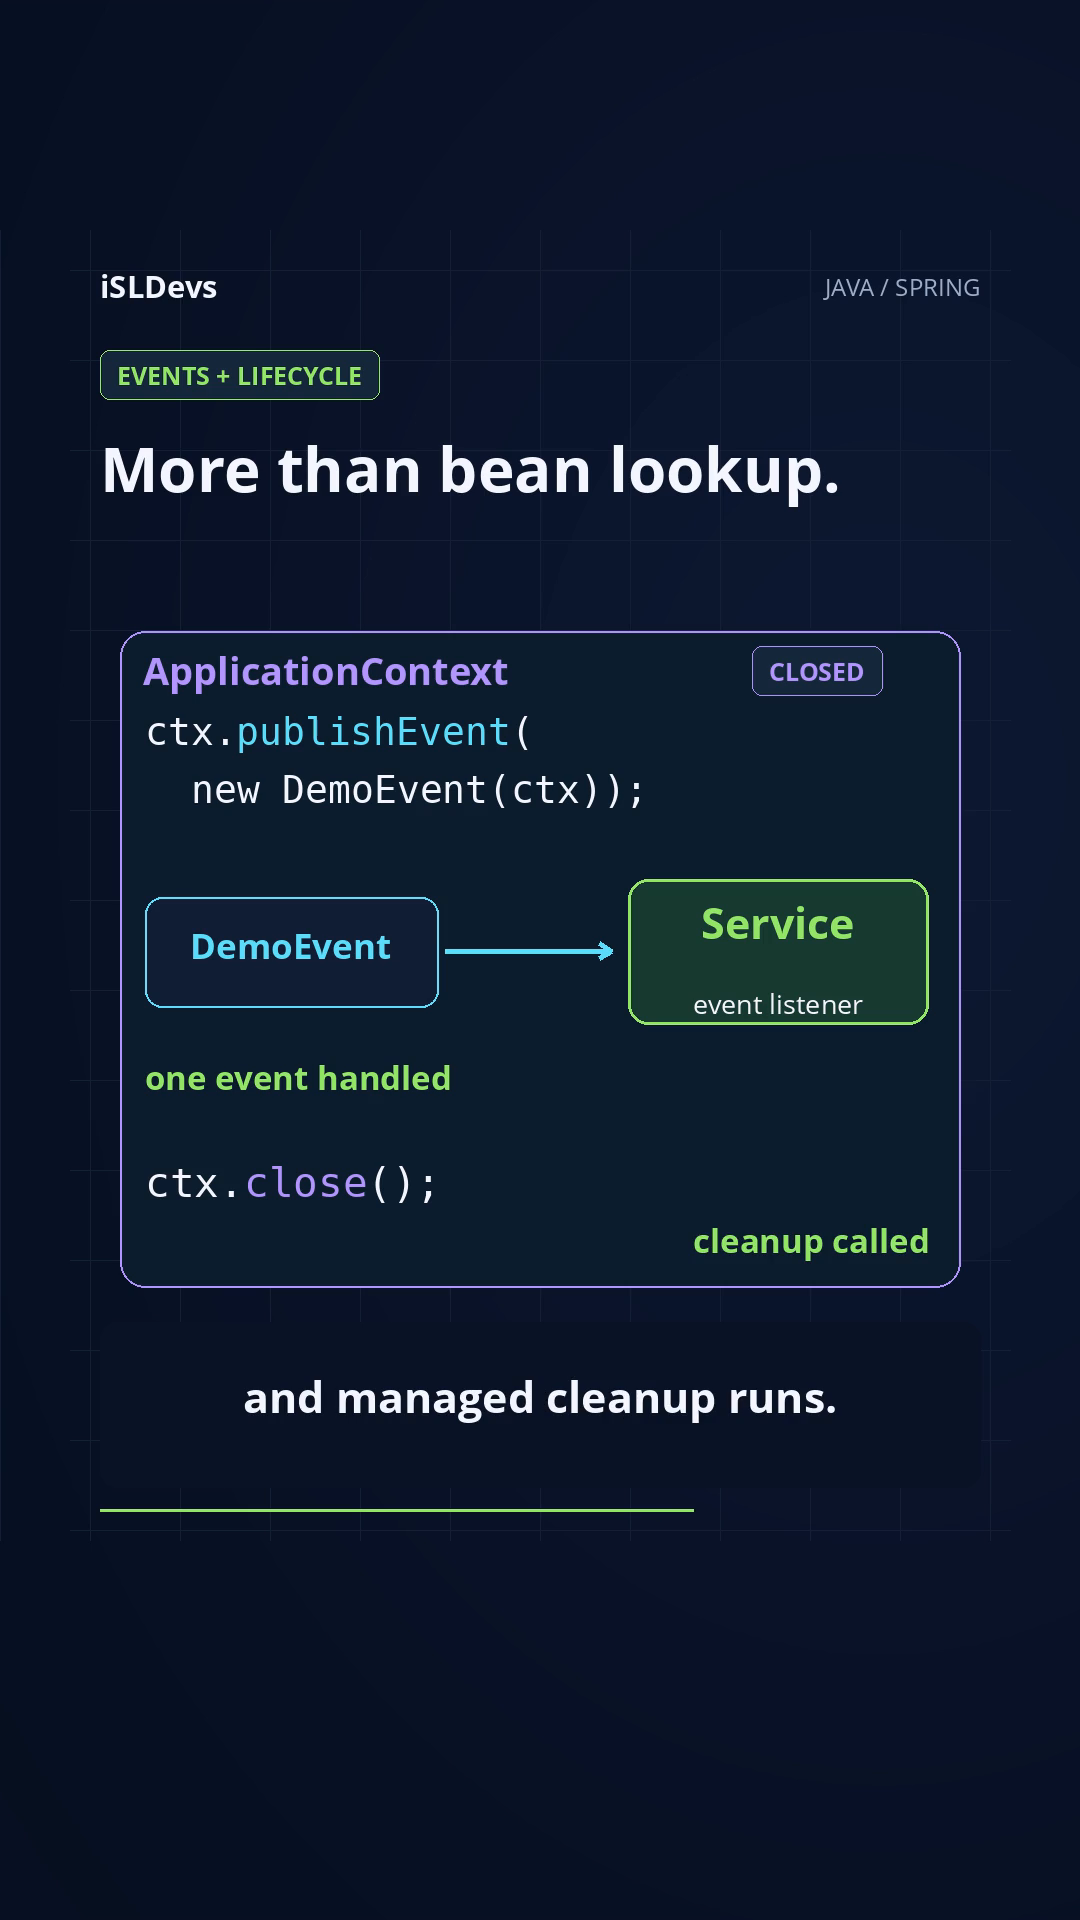 iSLDevs
JAVA / SPRING
EVENTS + LIFECYCLE
More than bean lookup.
ApplicationContext
CLOSED
ctx.publishEvent(
  new DemoEvent(ctx));
DemoEvent
Service
event listener
one event handled
ctx.close();
cleanup called
and managed cleanup runs.